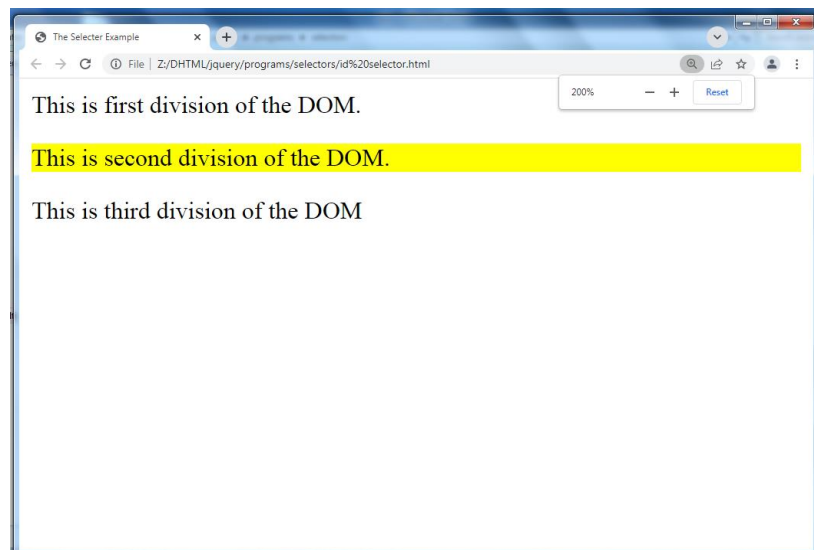 The Selecter Example
File | Z:/DHTML/jquery/programs/selectors/id%20selector.html
200%
Reset
This is first division of the DOM.
This is second division of the DOM.
This is third division of the DOM